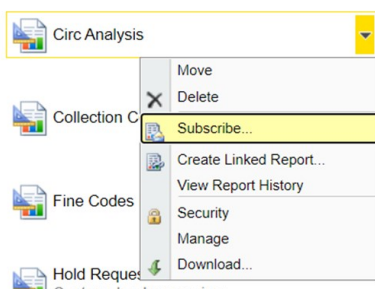 Circ Analysis
Move
Delete
Collection C
Subscribe...
Create Linked Report...
View Report History
Fine Codes
Security
Manage
Download...
Hold Reques